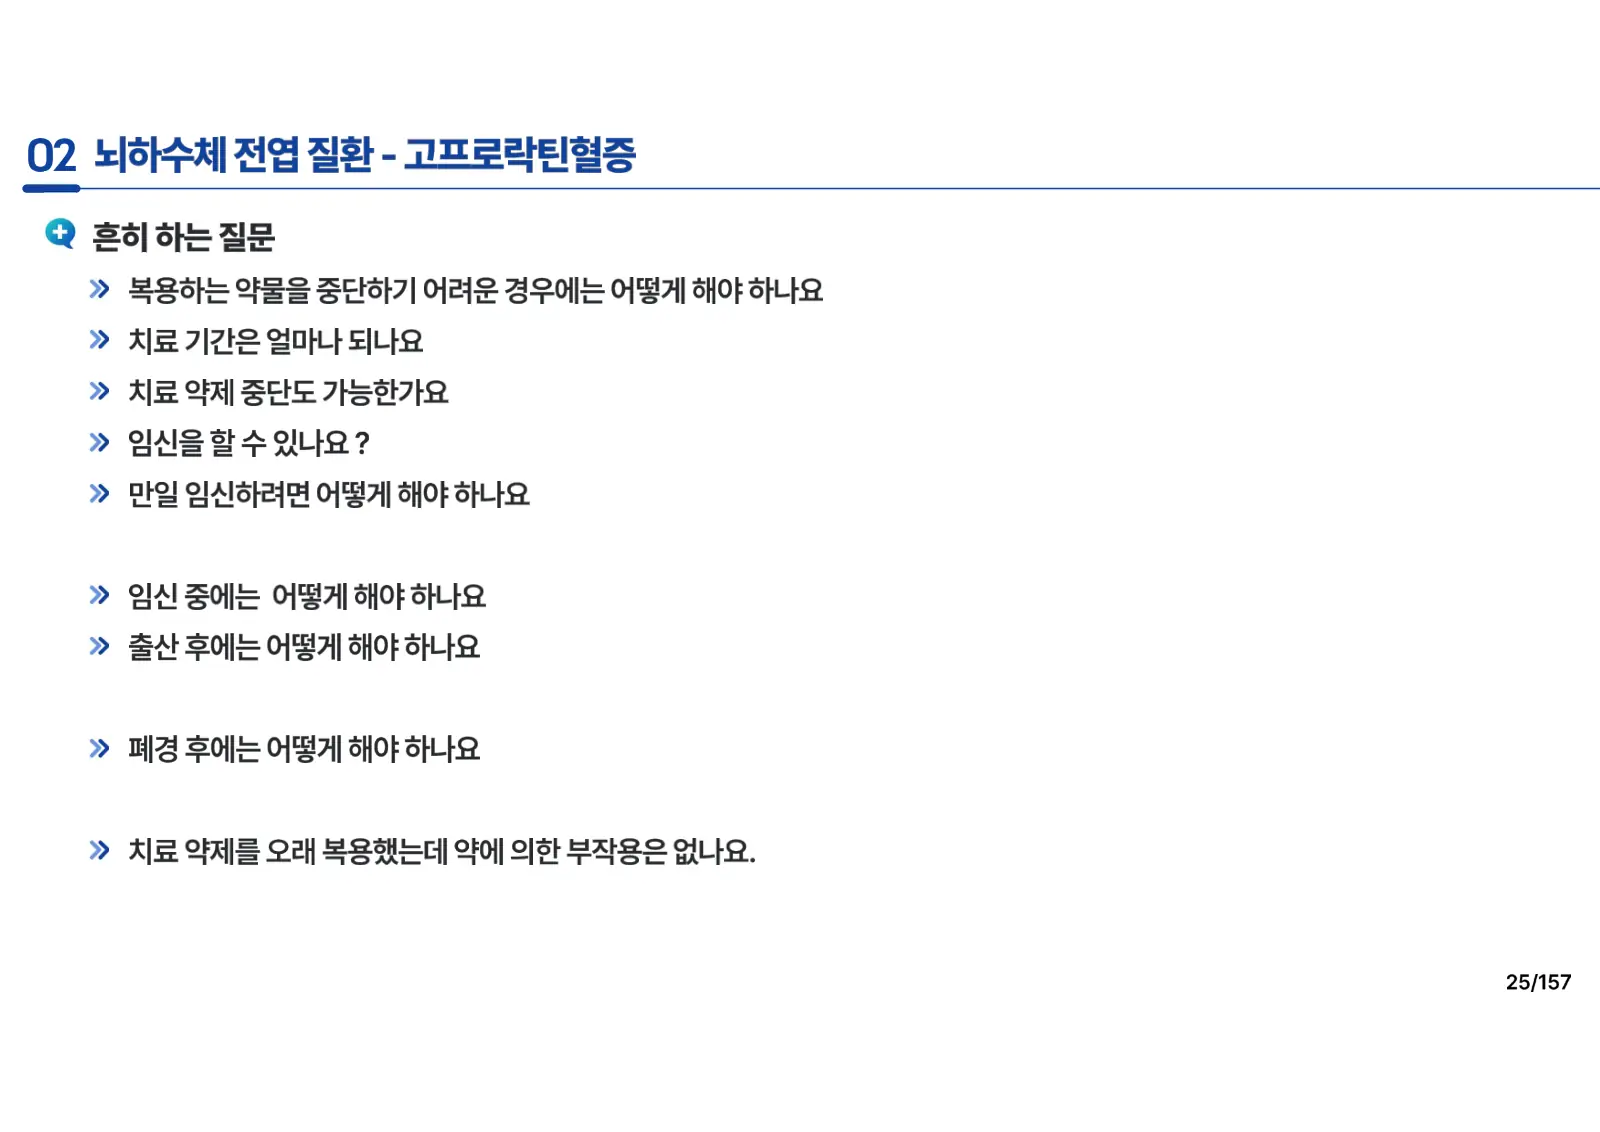 02 뇌하수체 전엽 질환 - 고프로락틴혈증
흔히 하는 질문
복용하는 약물을 중단하기 어려운 경우에는 어떻게 해야 하나요
치료 기간은 얼마나 되나요
치료 약제 중단도 가능한가요
임신을 할 수 있나요 ?
만일 임신하려면 어떻게 해야 하나요
임신 중에는 어떻게 해야 하나요
출산 후에는 어떻게 해야 하나요
폐경 후에는 어떻게 해야 하나요
치료 약제를 오래 복용했는데 약에 의한 부작용은 없나요.
25/157